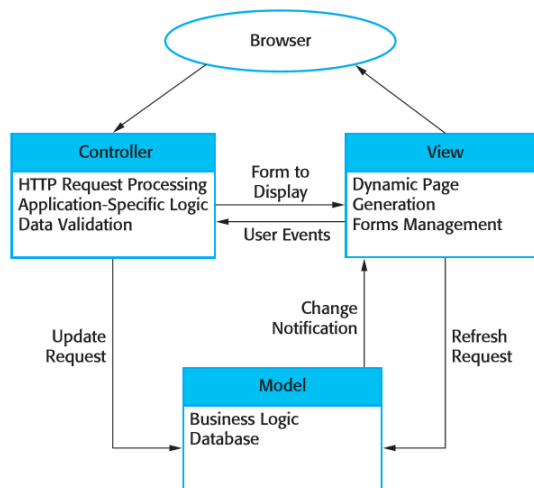 Browser
Controller
HTTP Request Processing
Application-Specific Logic
Data Validation
Form to
Display
User Events
View
Dynamic Page
Generation
Forms Management
Update
Request
Change
Notification
Refresh
Request
Model
Business Logic
Database